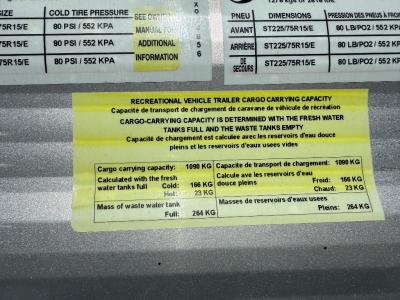 SIZE COLD TIRE PRESSURE SEE OWNERS PNEU DIMENSIONS PRESSION DES PNEUS À FROID
75R15/E 80 PSI / 552 KPA MANUAL FOR AVANT ST225/75R15/E 80 LB/PO2 / 552 KPA
75R15/E 80 PSI / 552 KPA ADDITIONAL ARRIÈRE ST225/75R15/E 80 LB/PO2 / 552 KPA
75R15/E 80 PSI / 552 KPA INFORMATION DE SECOURS ST225/75R15/E 80 LB/PO2 / 552 KPA
RECREATIONAL VEHICLE TRAILER CARGO CARRYING CAPACITY
Capacite de transport de chargement de caravane de véhicule de récréation
CARGO-CARRYING CAPACITY IS DETERMINED WITH THE FRESH WATER
TANKS FULL AND THE WASTE TANKS EMPTY
Capacite de chargement est calculée avec les reservoirs d'eau douce
pleins et les reservoirs d'eaux usees vides
Cargo carrying capacity: 1090 KG Capacite de transport de chargement: 1090 KG
Calculated with the fresh Calcule ave les reservoirs d'eau
water tanks full Cold: 166 KG douce pleins Froid: 166 KG
Hot: 23 KG Chaud: 23 KG
Mass of waste water tank Masses de reservoirs d'eaux usees
Full: 264 KG Pleins: 264 KG